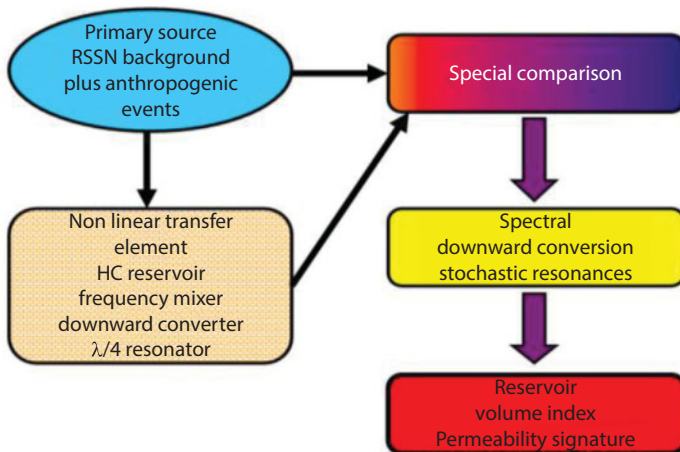 Primary source
RSSN background
plus anthropogenic
events
Special comparison
Non linear transfer
element
HC reservoir
frequency mixer
downward converter
λ/4 resonator
Spectral
downward conversion
stochastic resonances
Reservoir
volume index
Permeability signature